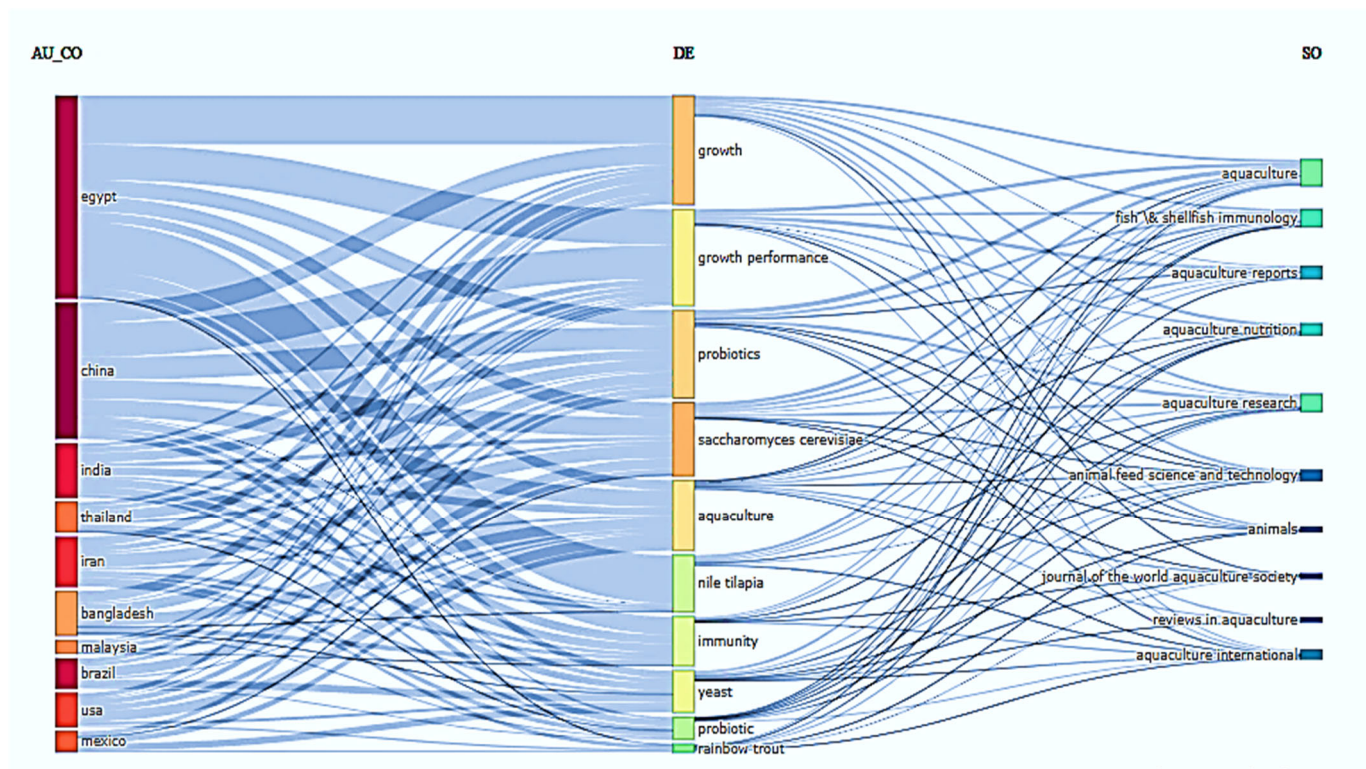 AU_CO
DE
SO
egypt
china
india
thailand
iran
bangladesh
malaysia
brazil
usa
mexico
growth
growth performance
probiotics
saccharomyces cerevisiae
aquaculture
nile tilapia
immunity
yeast
probiotic
rainbow trout
aquaculture
fish \& shellfish immunology
aquaculture reports
aquaculture nutrition
aquaculture research
animal feed science and technology
animals
journal of the world aquaculture society
reviews in aquaculture
aquaculture international